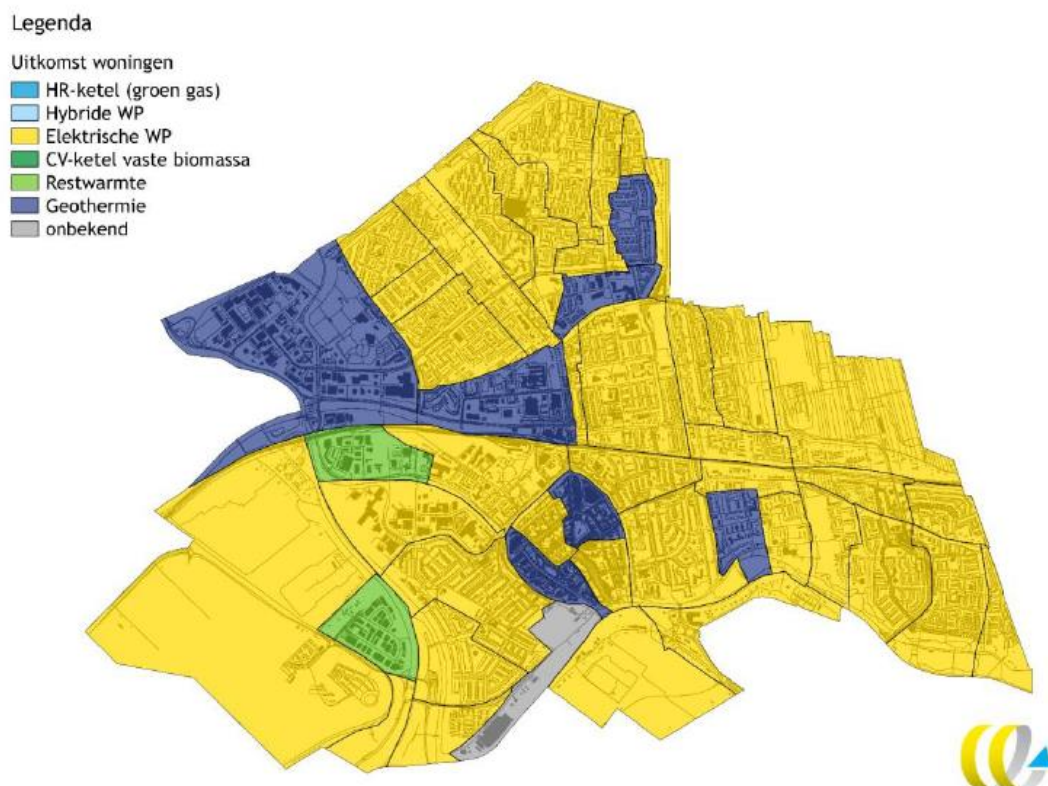 Legenda
Uitkomst woningen
HR-ketel (groen gas)
Hybride WP
Elektrische WP
CV-ketel vaste biomassa
Restwarmte
Geothermie
onbekend